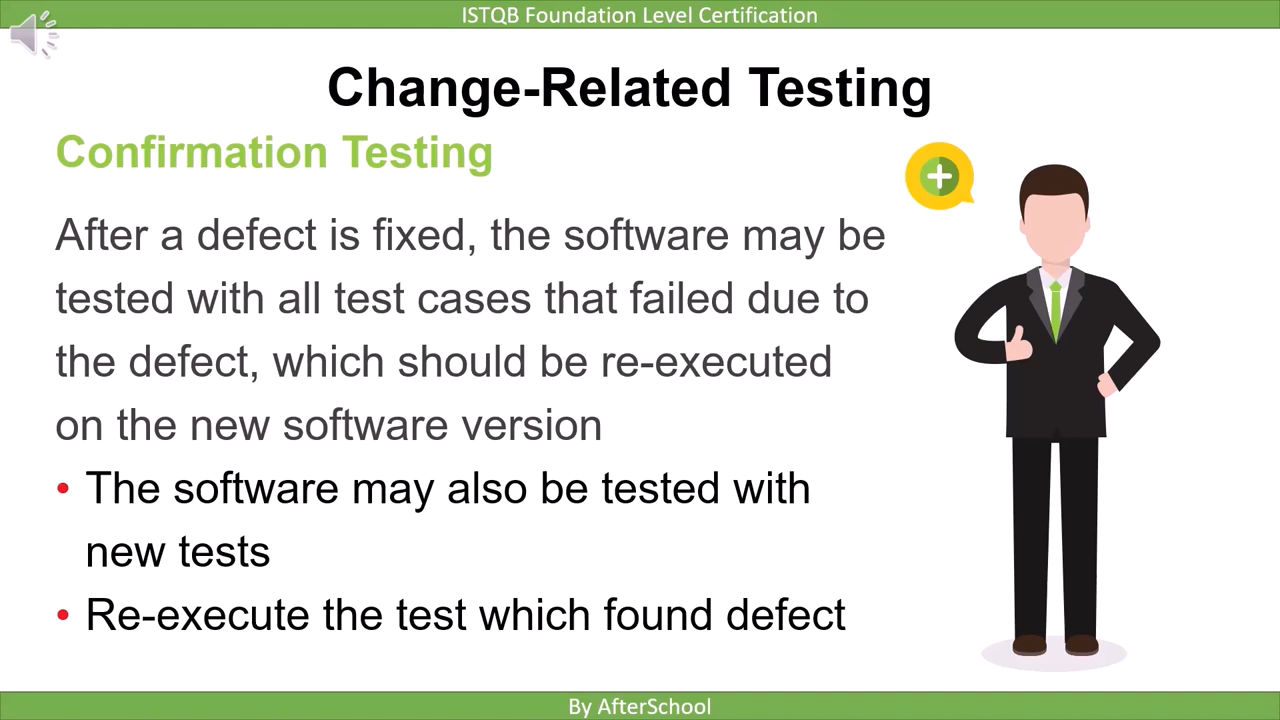 ISTQB Foundation Level Certification
Change-Related Testing
Confirmation Testing
After a defect is fixed, the software may be
tested with all test cases that failed due to
the defect, which should be re-executed
on the new software version
• The software may also be tested with
new tests
• Re-execute the test which found defect
By AfterSchool